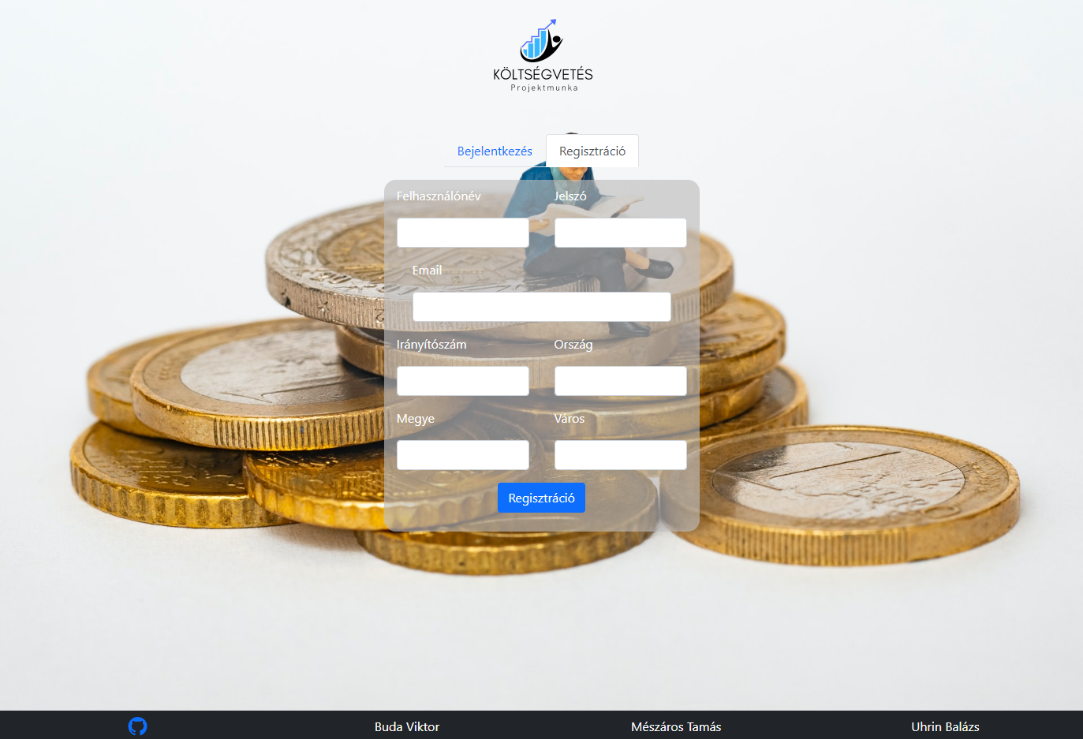 KÖLTSÉGVETÉS
Projektmunka
Bejelentkezés Regisztráció
Felhasználónév Jelszó
Email
Irányítószám Ország
Megye Város
Regisztráció
Buda Viktor Mészáros Tamás Uhrin Balázs